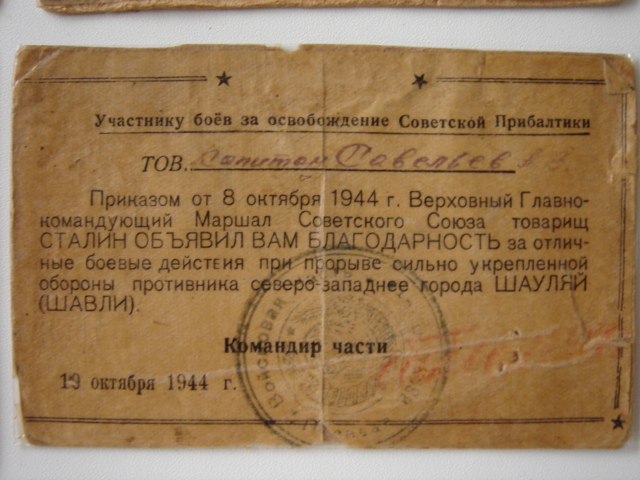 Участнику боёв за освобождение Советской Прибалтики
ТОВ. Капитан Савельев
Приказом от 8 октября 1944 г. Верховный Главно-
командующий Маршал Советского Союза товарищ
СТАЛИН ОБЪЯВИЛ ВАМ БЛАГОДАРНОСТЬ за отлич-
ные боевые действия при прорыве сильно укрепленной
обороны противника северо-западнее города ШАУЛЯЙ
(ШАВЛИ).
Командир части
19 октября 1944 г.
Войсковая